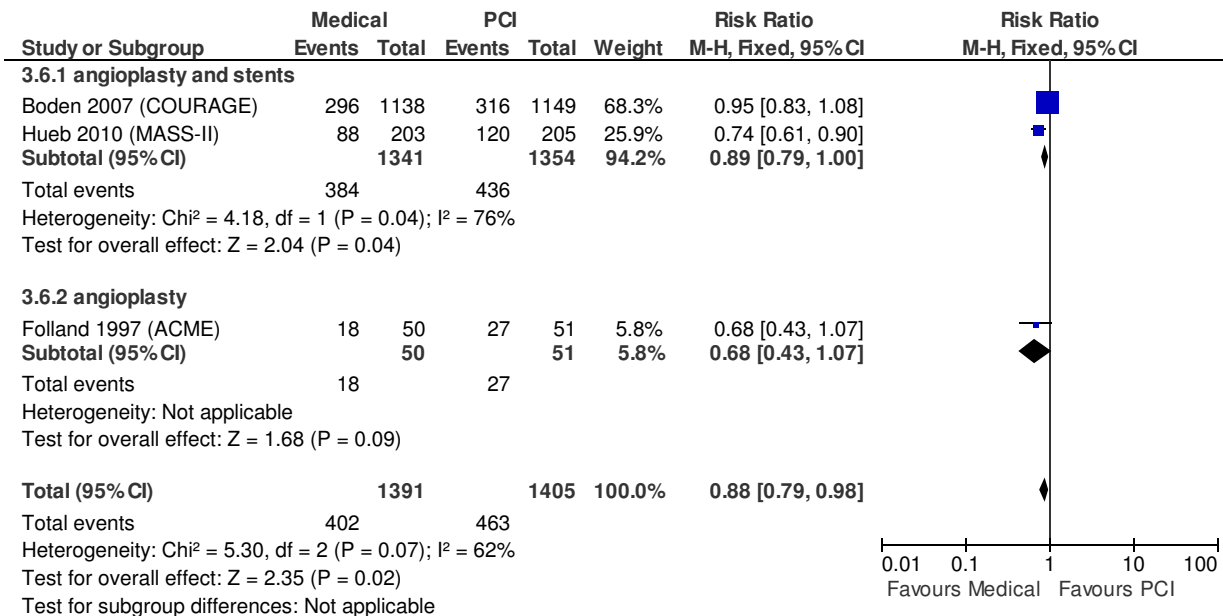 Medical PCI Risk Ratio Risk Ratio
Study or Subgroup Events Total Events Total Weight M-H, Fixed, 95% CI M-H, Fixed, 95% CI
3.6.1 angioplasty and stents
Boden 2007 (COURAGE) 296 1138 316 1149 68.3% 0.95 [0.83, 1.08]
Hueb 2010 (MASS-II) 88 203 120 205 25.9% 0.74 [0.61, 0.90]
Subtotal (95% CI) 1341 1354 94.2% 0.89 [0.79, 1.00]
Total events 384 436
Heterogeneity: Chi² = 4.18, df = 1 (P = 0.04); I² = 76%
Test for overall effect: Z = 2.04 (P = 0.04)
3.6.2 angioplasty
Folland 1997 (ACME) 18 50 27 51 5.8% 0.68 [0.43, 1.07]
Subtotal (95% CI) 50 51 5.8% 0.68 [0.43, 1.07]
Total events 18 27
Heterogeneity: Not applicable
Test for overall effect: Z = 1.68 (P = 0.09)
Total (95% CI) 1391 1405 100.0% 0.88 [0.79, 0.98]
Total events 402 463
Heterogeneity: Chi² = 5.30, df = 2 (P = 0.07); I² = 62%
Test for overall effect: Z = 2.35 (P = 0.02)
Test for subgroup differences: Not applicable
0.01 0.1 1 10 100
Favours Medical Favours PCI